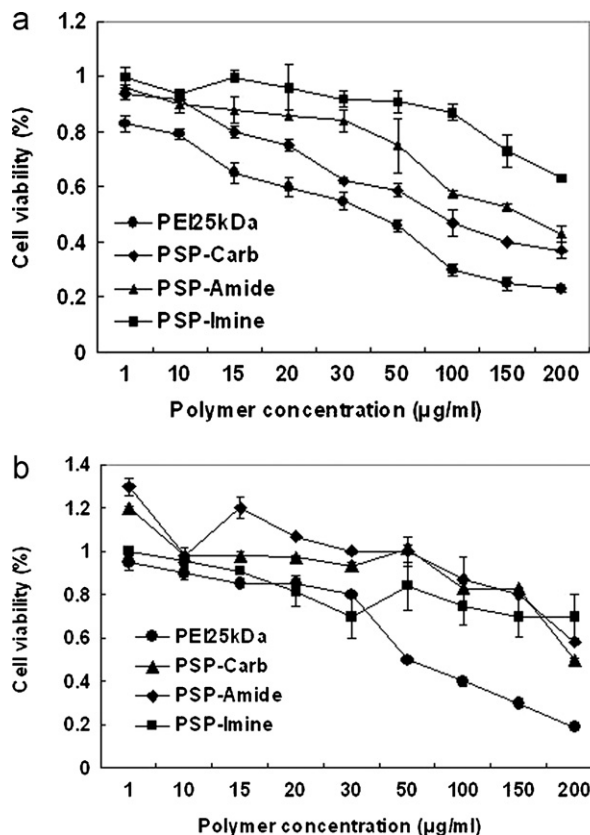 a
1.2
1
0.8
0.6
0.4
0.2
0
Cell viability (%)
PEI25kDa
PSP-Carb
PSP-Amide
PSP-Imine
1 10 15 20 30 50 100 150 200
Polymer concentration (µg/ml)
b
1.4
1.2
1
0.8
0.6
0.4
0.2
0
Cell viability (%)
PEI25kDa
PSP-Carb
PSP-Amide
PSP-Imine
1 10 15 20 30 50 100 150 200
Polymer concentration (µg/ml)